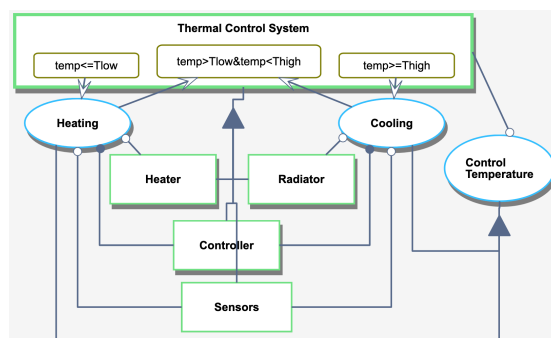 Thermal Control System
temp<=Tlow
temp>Tlow&temp<Thigh
temp>=Thigh
Heating
Cooling
Control
Temperature
Heater
Radiator
Controller
Sensors